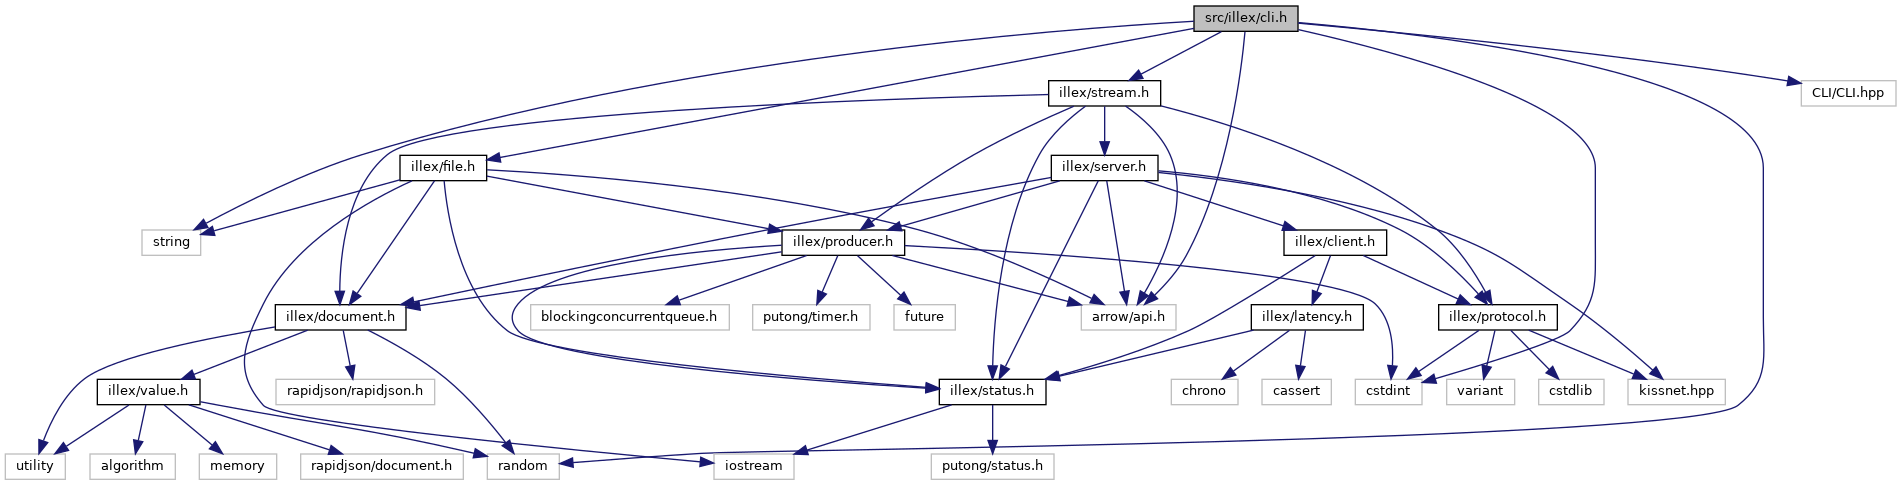 src/illex/cli.h
illex/stream.h
CLI/CLI.hpp
illex/file.h
illex/server.h
string
illex/producer.h
illex/client.h
illex/document.h
blockingconcurrentqueue.h
putong/timer.h
future
arrow/api.h
illex/latency.h
illex/protocol.h
illex/value.h
rapidjson/rapidjson.h
illex/status.h
chrono
cassert
cstdint
variant
cstdlib
kissnet.hpp
utility
algorithm
memory
rapidjson/document.h
random
iostream
putong/status.h